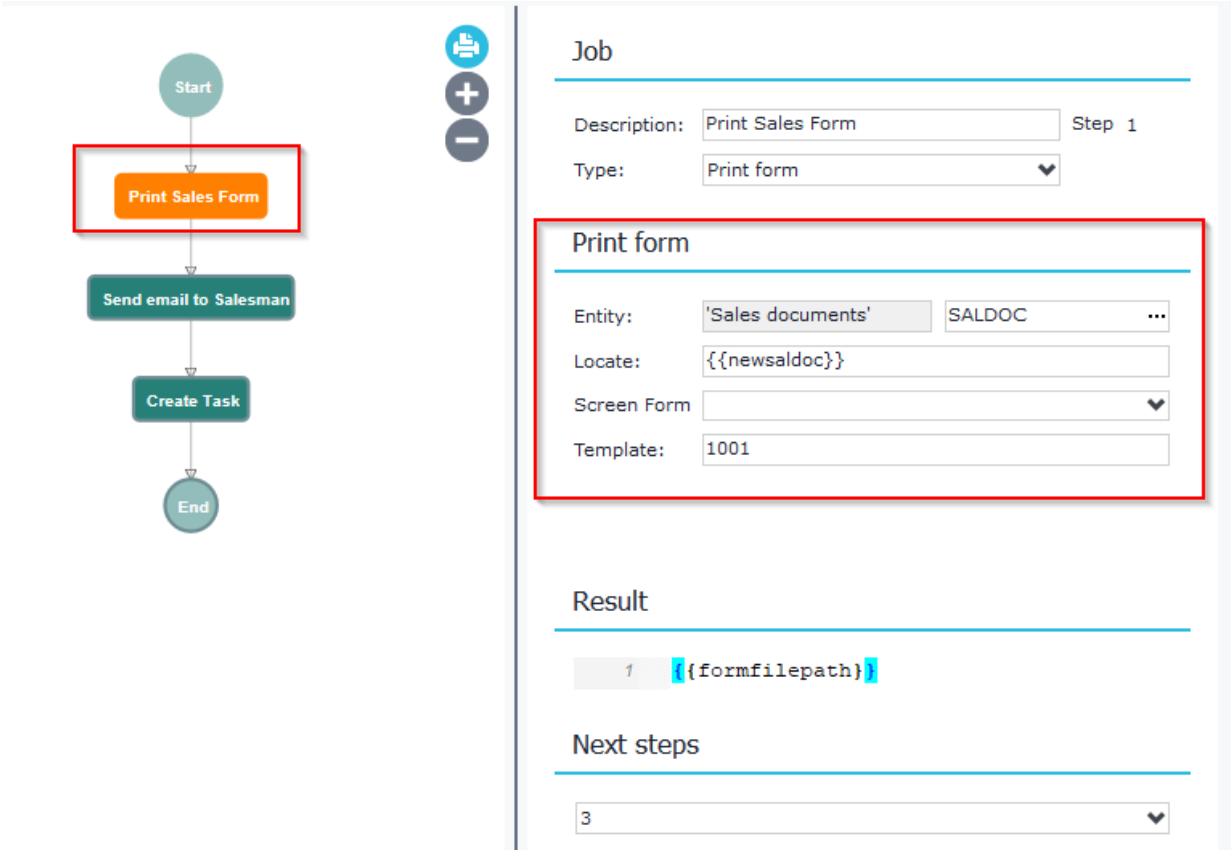 Start
Print Sales Form
Send email to Salesman
Create Task
End
Job
Description: Print Sales Form Step 1
Type: Print form
Print form
Entity: 'Sales documents' SALDOC ...
Locate: {{newsaldoc}}
Screen Form
Template: 1001
Result
1 {{formfilepath}}
Next steps
3